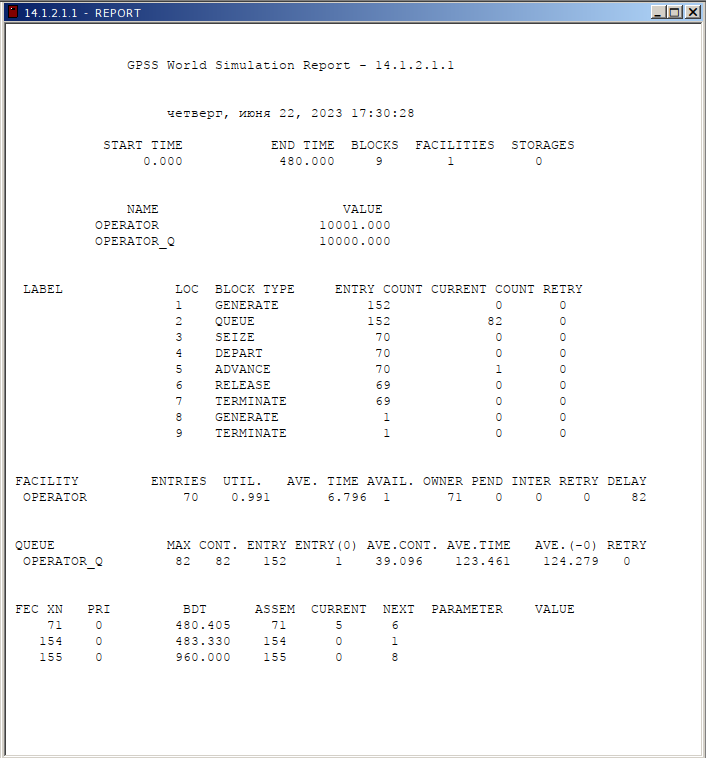 14.1.2.1.1 - REPORT
GPSS World Simulation Report - 14.1.2.1.1
четверг, июня 22, 2023 17:30:28
START TIME END TIME BLOCKS FACILITIES STORAGES
0.000 480.000 9 1 0
NAME VALUE
OPERATOR 10001.000
OPERATOR_Q 10000.000
LABEL LOC BLOCK TYPE ENTRY COUNT CURRENT COUNT RETRY
1 GENERATE 152 0 0
2 QUEUE 152 82 0
3 SEIZE 70 0 0
4 DEPART 70 0 0
5 ADVANCE 70 1 0
6 RELEASE 69 0 0
7 TERMINATE 69 0 0
8 GENERATE 1 0 0
9 TERMINATE 1 0 0
FACILITY ENTRIES UTIL. AVE. TIME AVAIL. OWNER PEND INTER RETRY DELAY
OPERATOR 70 0.991 6.796 1 71 0 0 0 82
QUEUE MAX CONT. ENTRY ENTRY(0) AVE.CONT. AVE.TIME AVE.(-0) RETRY
OPERATOR_Q 82 82 152 1 39.096 123.461 124.279 0
FEC XN PRI BDT ASSEM CURRENT NEXT PARAMETER VALUE
71 0 480.405 71 5 6
154 0 483.330 154 0 1
155 0 960.000 155 0 8